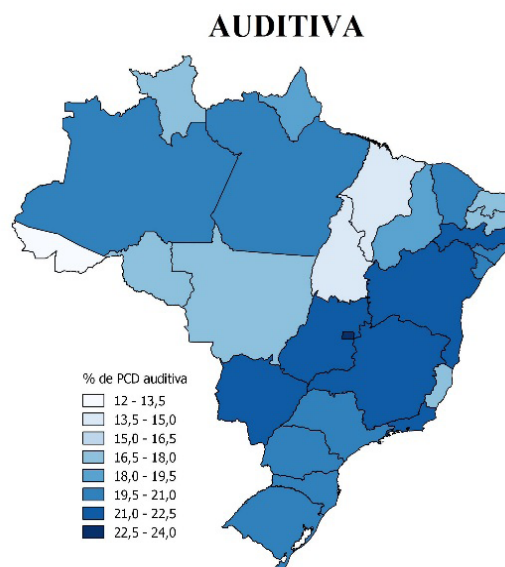 AUDITIVA
% de PCD auditiva
12 - 13,5
13,5 - 15,0
15,0 - 16,5
16,5 - 18,0
18,0 - 19,5
19,5 - 21,0
21,0 - 22,5
22,5 - 24,0